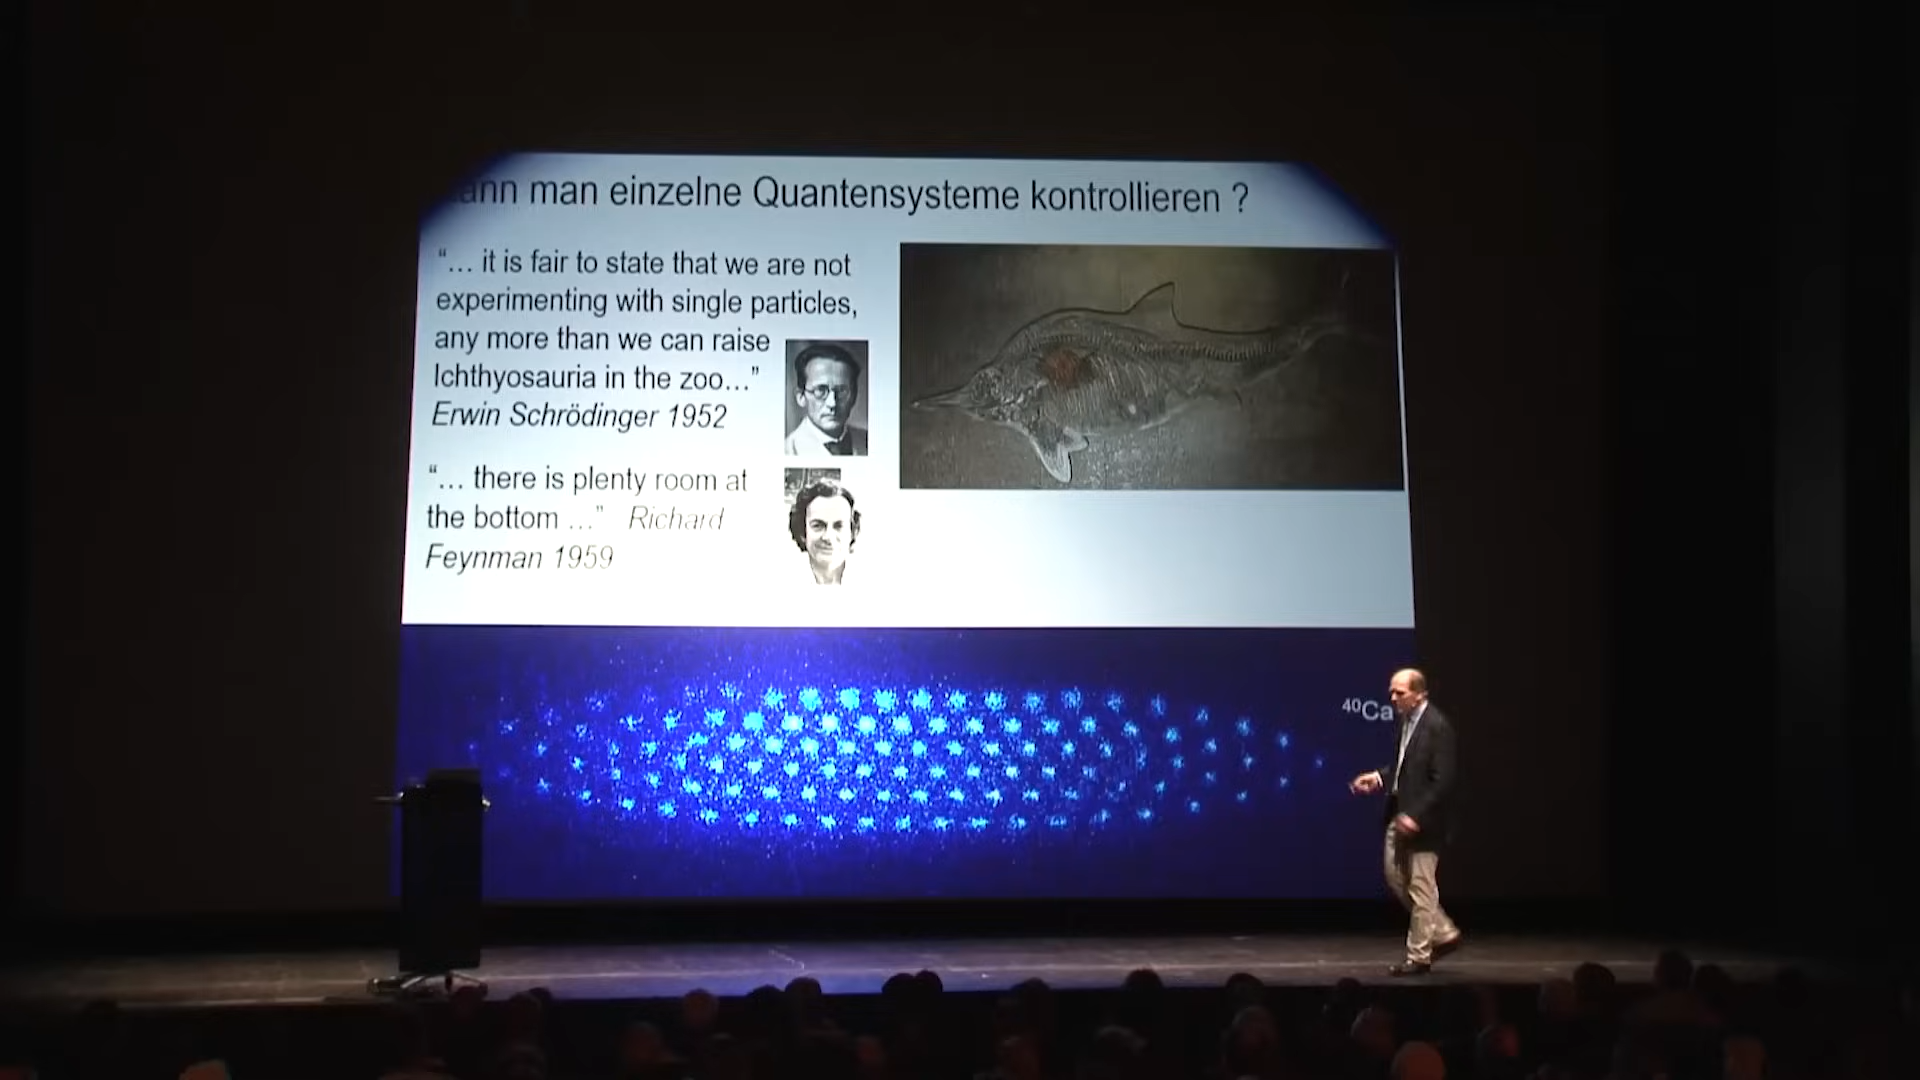 ann man einzelne Quantensysteme kontrollieren ?
“... it is fair to state that we are not
experimenting with single particles,
any more than we can raise
Ichthyosauria in the zoo...”
Erwin Schrödinger 1952
“... there is plenty room at
the bottom ...” Richard
Feynman 1959
⁴⁰Ca